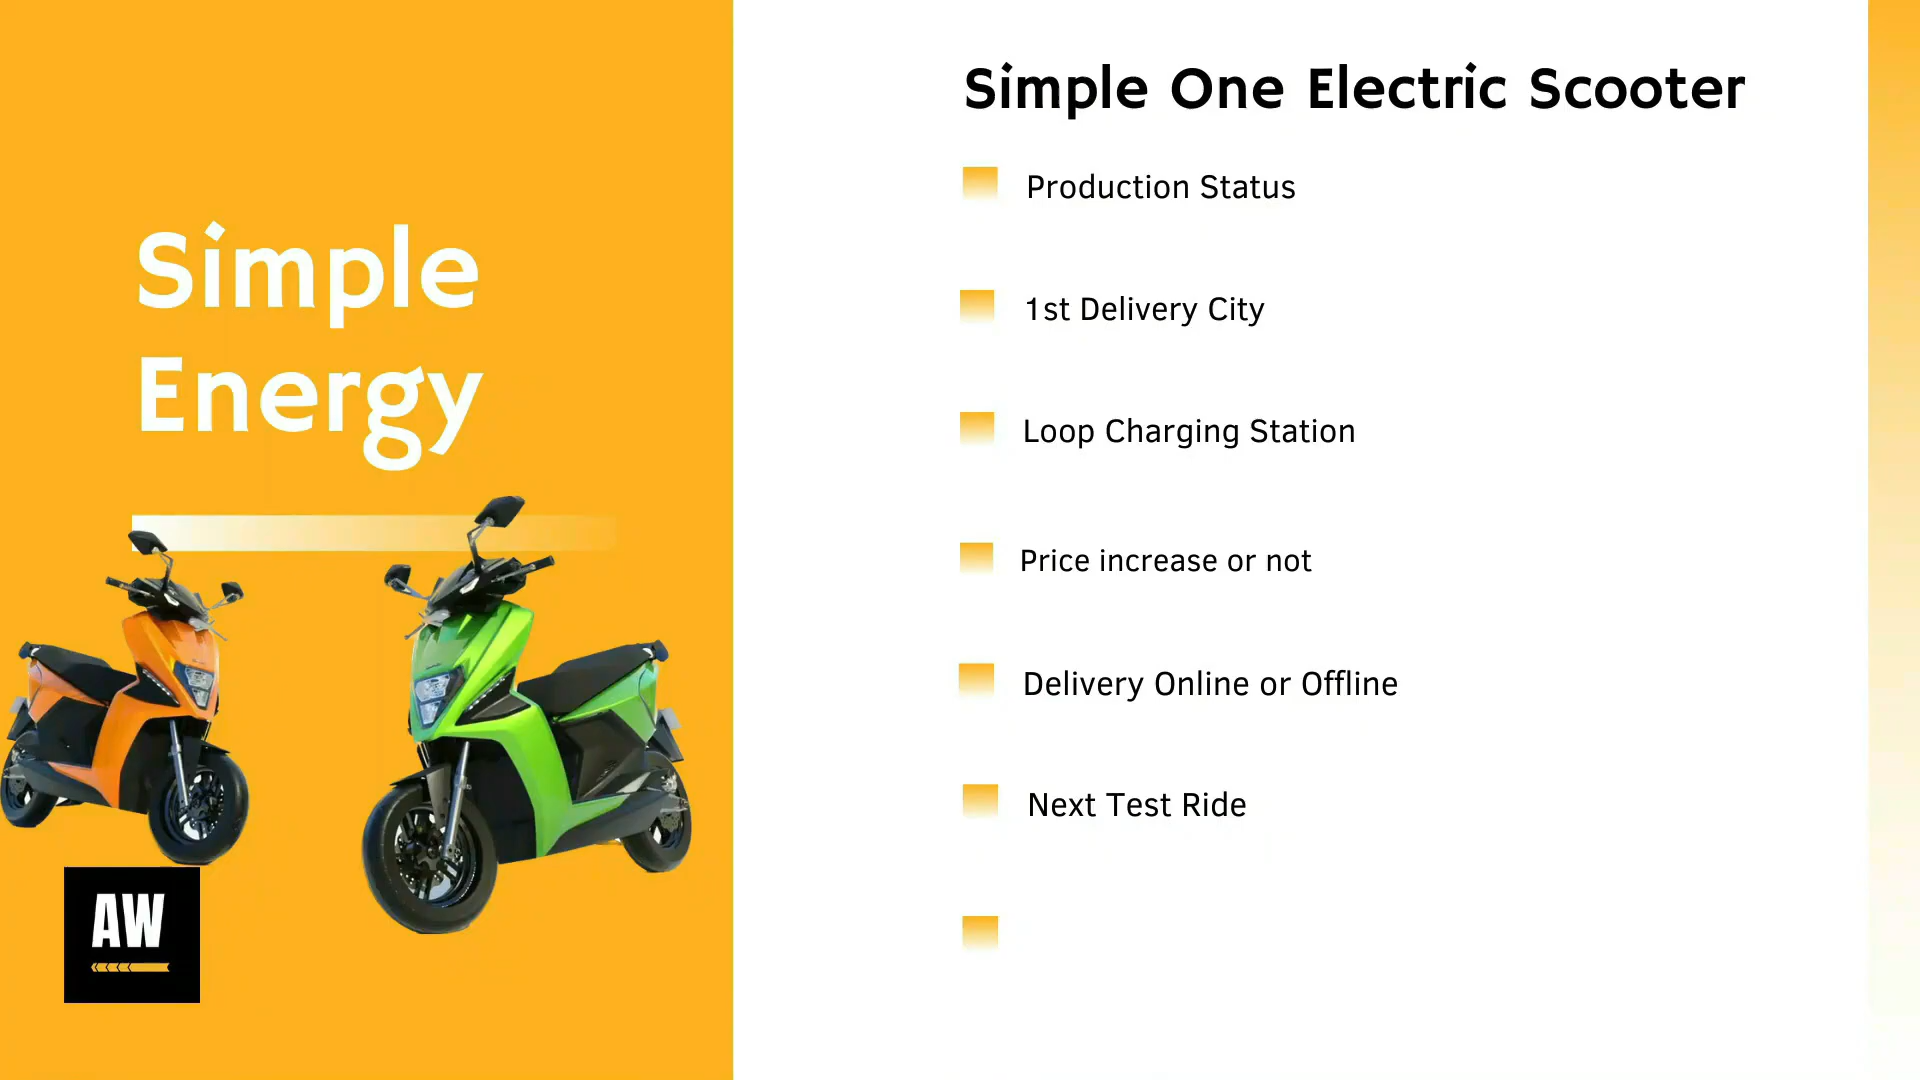 Simple
Energy
AW
Simple One Electric Scooter
Production Status
1st Delivery City
Loop Charging Station
Price increase or not
Delivery Online or Offline
Next Test Ride